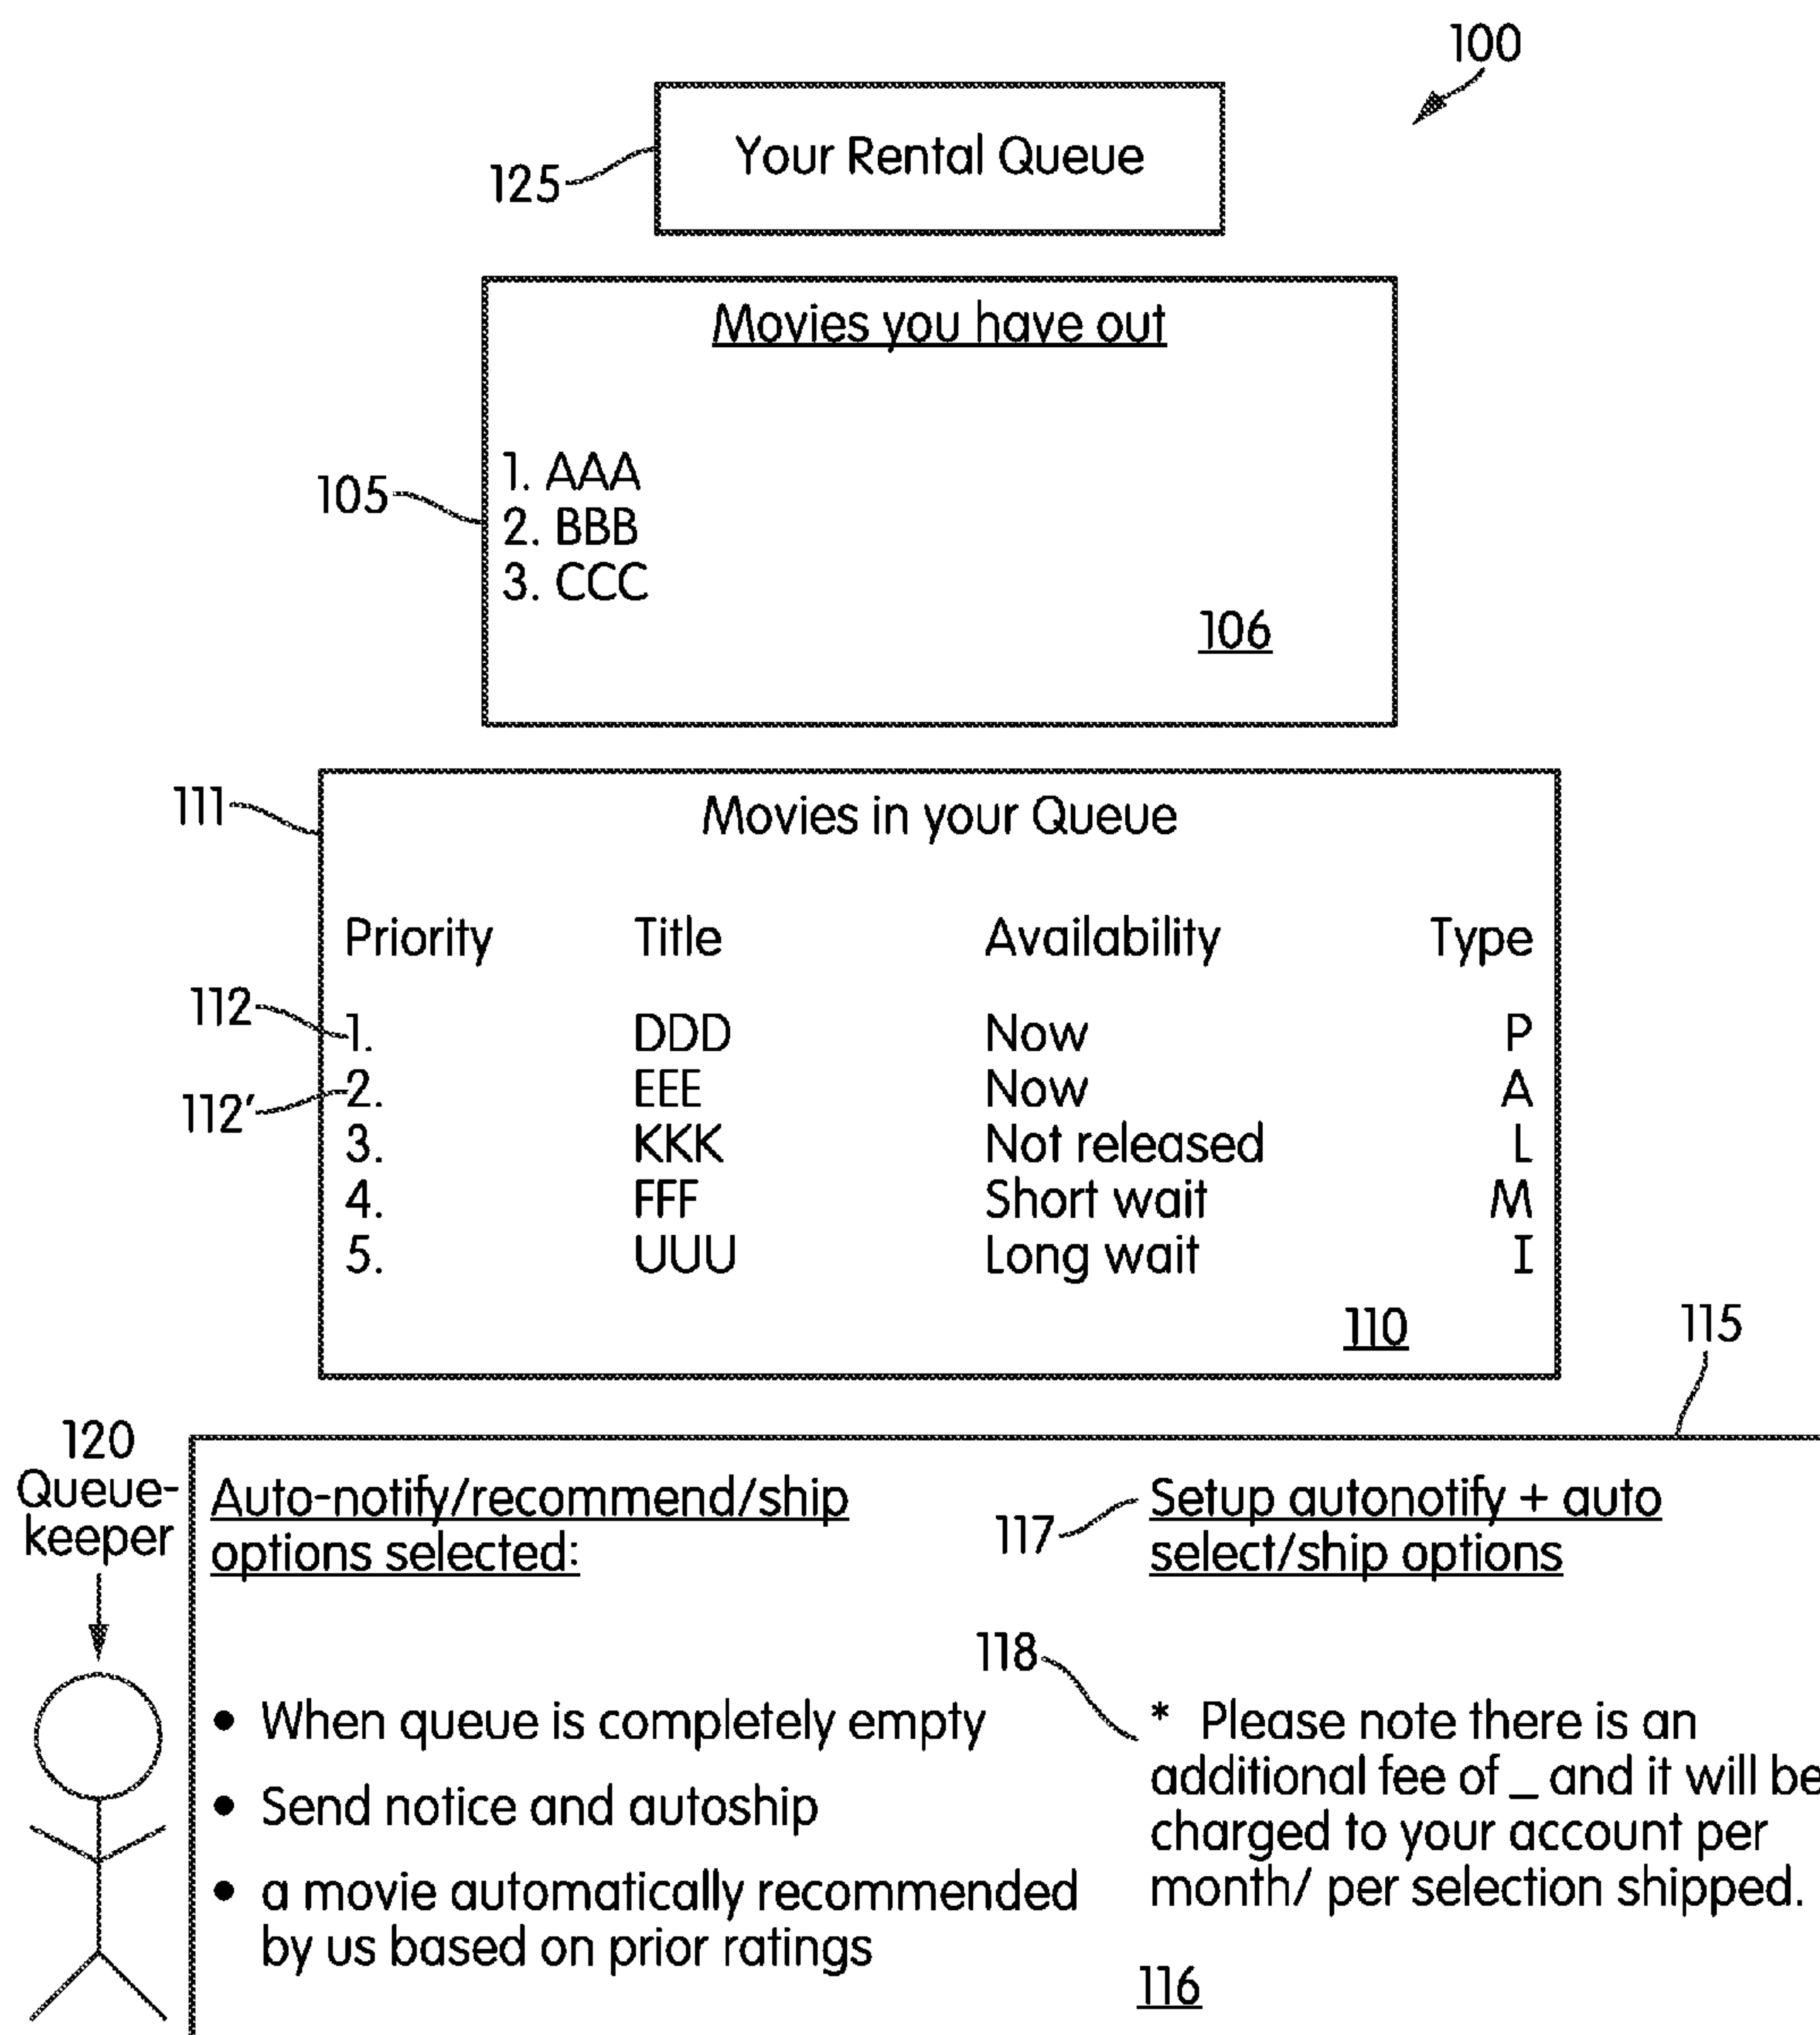 100
125
Your Rental Queue
Movies you have out
105
1. AAA
2. BBB
3. CCC
106
111
Movies in your Queue
Priority Title Availability Type
112
1. DDD Now P
112'
2. EEE Now A
3. KKK Not released L
4. FFF Short wait M
5. UUU Long wait I
110
115
120
Queue-
keeper
Auto-notify/recommend/ship
options selected:
117
Setup autonotify + auto
select/ship options
118
• When queue is completely empty
• Send notice and autoship
• a movie automatically recommended
by us based on prior ratings
* Please note there is an
additional fee of _ and it will be
charged to your account per
month/ per selection shipped.
116